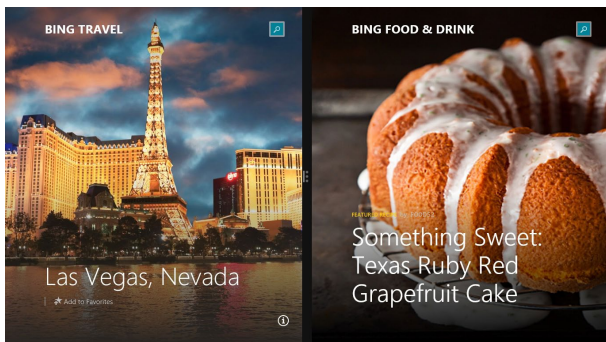 BING TRAVEL
Las Vegas, Nevada
Add to Favorites
BING FOOD & DRINK
Something Sweet:
Texas Ruby Red
Grapefruit Cake